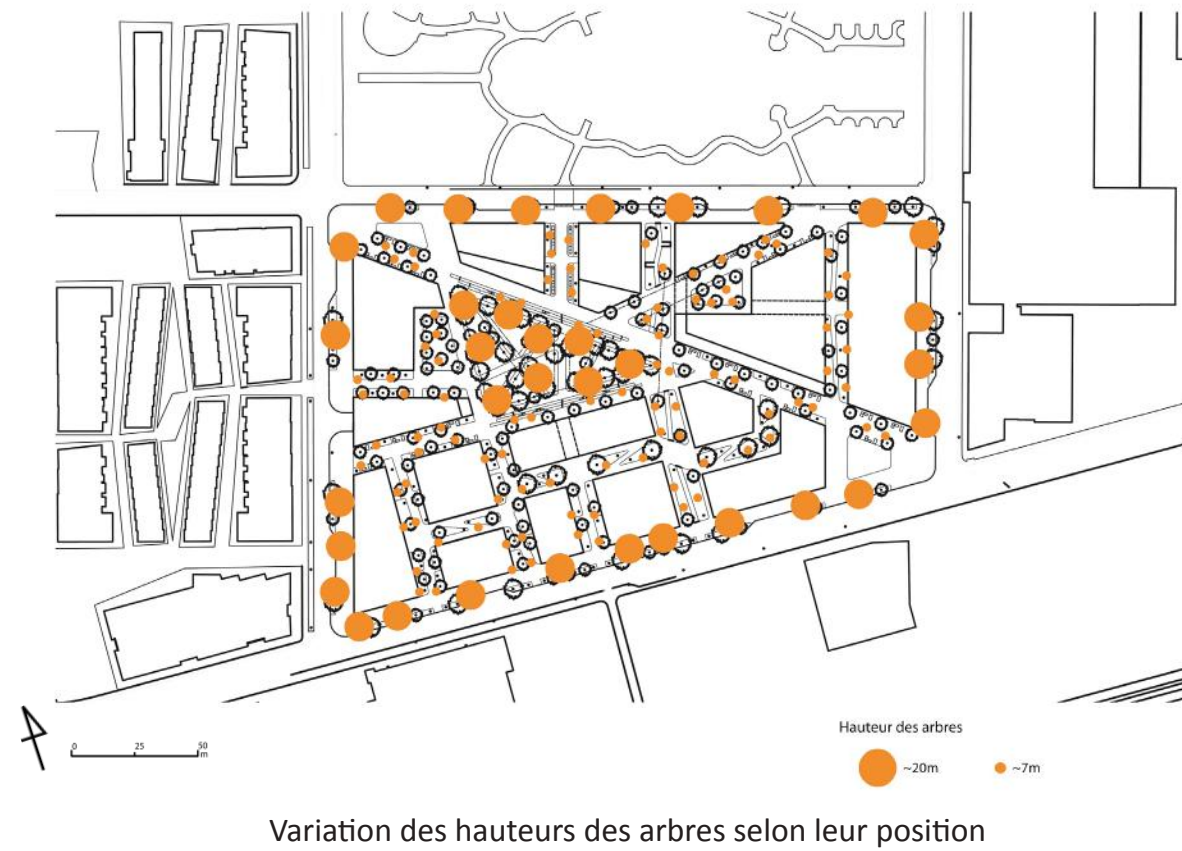 0 25 50
m
Hauteur des arbres
~20m ~7m
Variation des hauteurs des arbres selon leur position